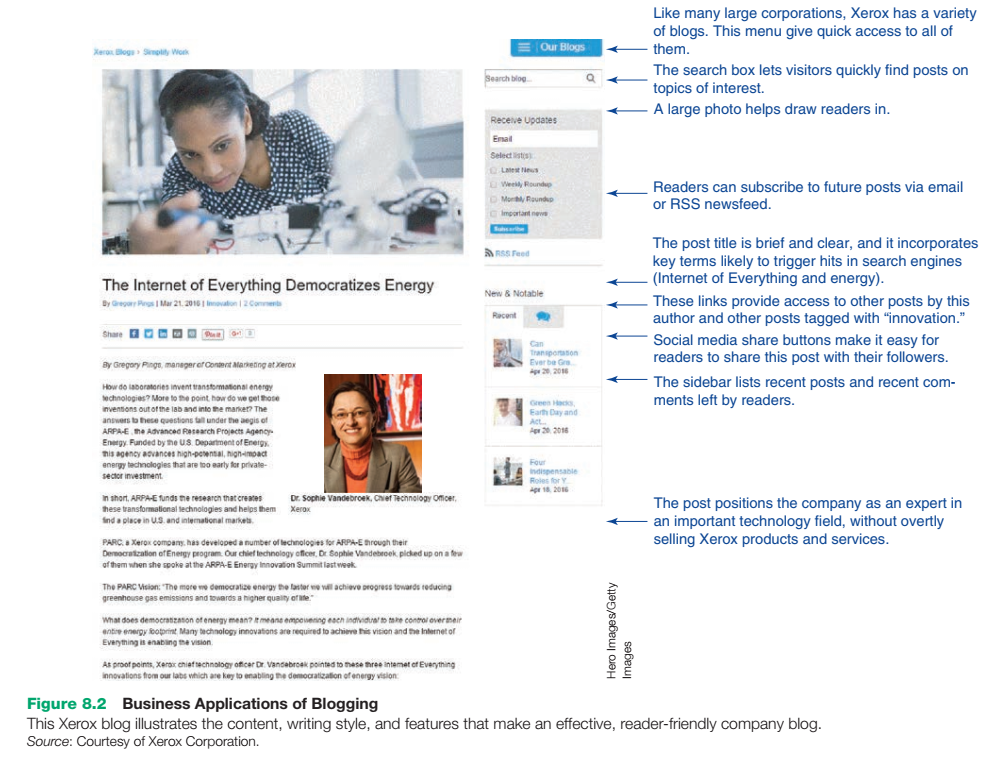 Xerox Blogs › Simplify Work
Our Blogs
Search blog...
Receive Updates
Email
Select list(s):
Latest News
Weekly Roundup
Monthly Roundup
Important news
Subscribe
RSS Feed
The Internet of Everything Democratizes Energy
By Gregory Pings | Mar 21, 2016 | Innovation | 2 Comments
Share
Pin it
G+1
New & Notable
Recent
Can
Transportation
Ever be Gre...
Apr 28, 2016
Green Hacks,
Earth Day and
Act...
Apr 20, 2016
Four
Indispensable
Roles for Y...
Apr 18, 2016
By Gregory Pings, manager of Content Marketing at Xerox
How do laboratories invent transformational energy
technologies? More to the point, how do we get those
inventions out of the lab and into the market? The
answers to these questions fall under the aegis of
ARPA-E , the Advanced Research Projects Agency-
Energy. Funded by the U.S. Department of Energy,
this agency advances high-potential, high-impact
energy technologies that are too early for private-
sector investment.
In short, ARPA-E funds the research that creates
these transformational technologies and helps them
find a place in U.S. and international markets.
Dr. Sophie Vandebroek, Chief Technology Officer,
Xerox
PARC, a Xerox company, has developed a number of technologies for ARPA-E through their
Democratization of Energy program. Our chief technology officer, Dr. Sophie Vandebroek, picked up on a few
of them when she spoke at the ARPA-E Energy Innovation Summit last week.
The PARC Vision: "The more we democratize energy the faster we will achieve progress towards reducing
greenhouse gas emissions and towards a higher quality of life."
What does democratization of energy mean? It means empowering each individual to take control over their
entire energy footprint. Many technology innovations are required to achieve this vision and the Internet of
Everything is enabling the vision.
As proof points, Xerox chief technology officer Dr. Vandebroek pointed to these three Internet of Everything
innovations from our labs which are key to enabling the democratization of energy vision:
Like many large corporations, Xerox has a variety
of blogs. This menu give quick access to all of
them.
The search box lets visitors quickly find posts on
topics of interest.
A large photo helps draw readers in.
Readers can subscribe to future posts via email
or RSS newsfeed.
The post title is brief and clear, and it incorporates
key terms likely to trigger hits in search engines
(Internet of Everything and energy).
These links provide access to other posts by this
author and other posts tagged with “innovation.”
Social media share buttons make it easy for
readers to share this post with their followers.
The sidebar lists recent posts and recent com-
ments left by readers.
The post positions the company as an expert in
an important technology field, without overtly
selling Xerox products and services.
Hero Images/Getty
Images
Figure 8.2 Business Applications of Blogging
This Xerox blog illustrates the content, writing style, and features that make an effective, reader-friendly company blog.
Source: Courtesy of Xerox Corporation.